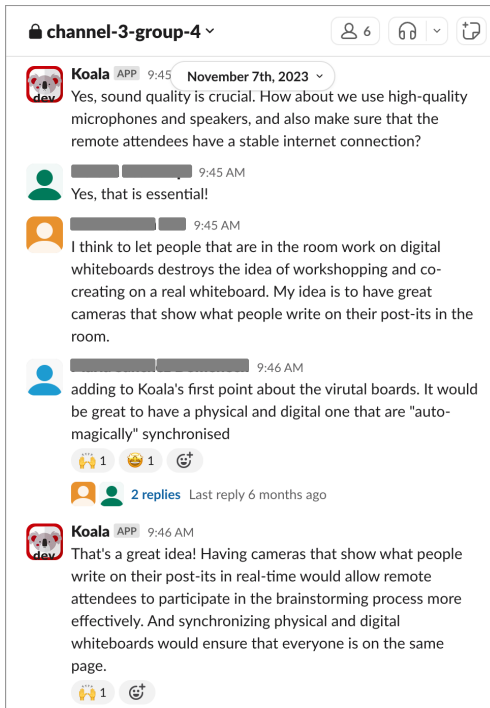 channel-3-group-4
6
Koala APP 9:45
November 7th, 2023
Yes, sound quality is crucial. How about we use high-quality
microphones and speakers, and also make sure that the
remote attendees have a stable internet connection?
9:45 AM
Yes, that is essential!
9:45 AM
I think to let people that are in the room work on digital
whiteboards destroys the idea of workshopping and co-
creating on a real whiteboard. My idea is to have great
cameras that show what people write on their post-its in the
room.
9:46 AM
adding to Koala's first point about the virutal boards. It would
be great to have a physical and digital one that are "auto-
magically" synchronised
1 1
2 replies Last reply 6 months ago
Koala APP 9:46 AM
dev
That's a great idea! Having cameras that show what people
write on their post-its in real-time would allow remote
attendees to participate in the brainstorming process more
effectively. And synchronizing physical and digital
whiteboards would ensure that everyone is on the same
page.
1